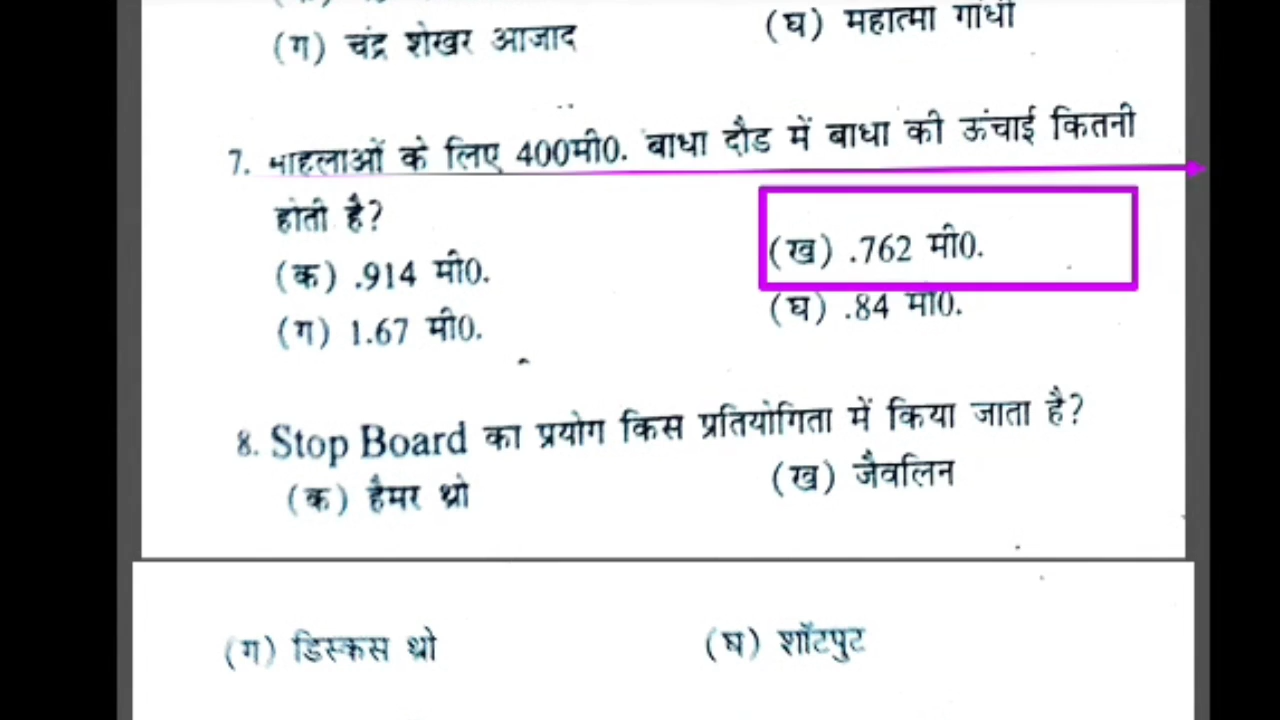 (ग) चंद्र शेखर आजाद (घ) महात्मा गांधी
7. माहलाओं के लिए 400मी0. बाधा दौड में बाधा की ऊंचाई कितनी
होती है?
(क) .914 मी0. (ख) .762 मी0.
(ग) 1.67 मी0. (घ) .84 मी0.
8. Stop Board का प्रयोग किस प्रतियोगिता में किया जाता है?
(क) हैमर थ्रो (ख) जैवलिन
(ग) डिस्कस थ्रो (घ) शॉटपुट